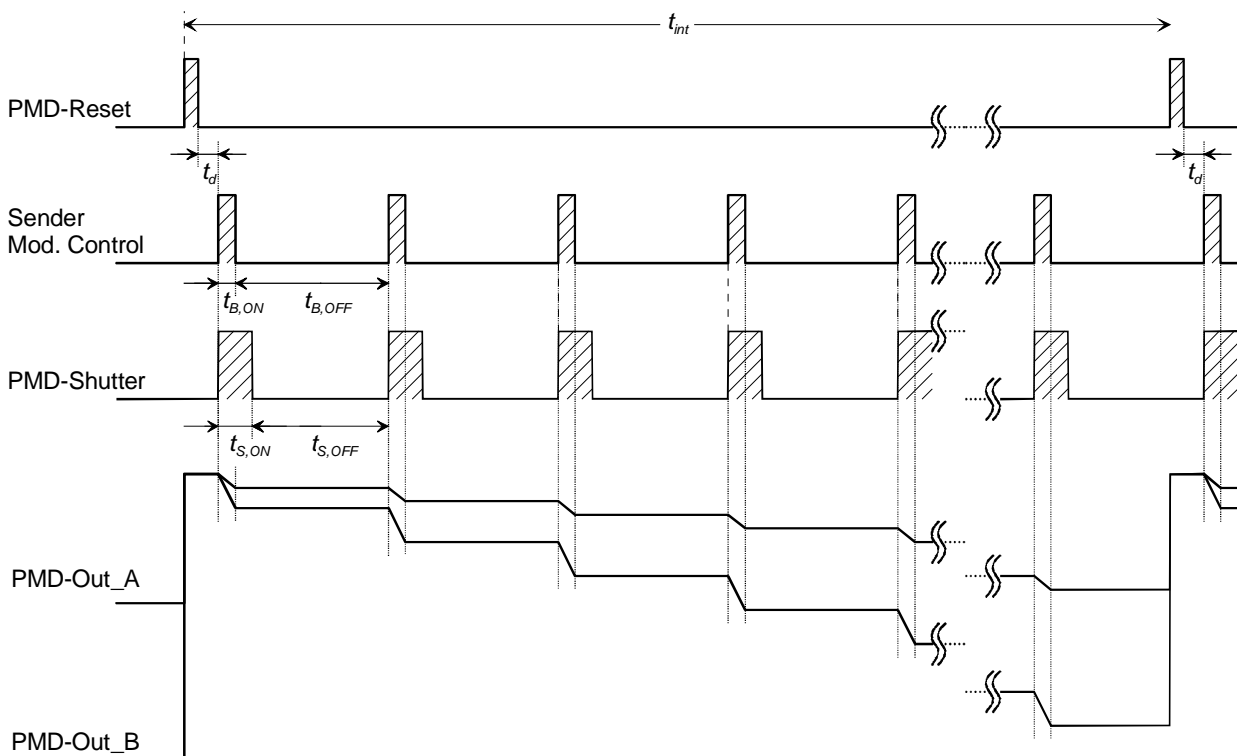 t_int
PMD-Reset
t_d
t_d
Sender
Mod. Control
t_B,ON
t_B,OFF
PMD-Shutter
t_S,ON
t_S,OFF
PMD-Out_A
PMD-Out_B